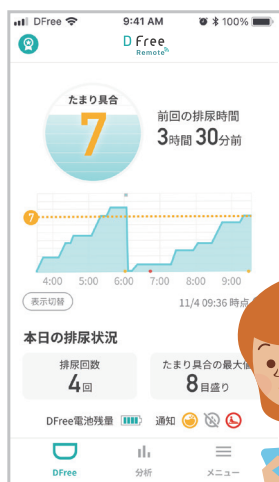 DFree 9:41 AM 100%
D Free
Remote
たまり具合
7
前回の排尿時間
3時間30分前
7
4:00 5:00 6:00 7:00 8:00 9:00
表示切替 11/4 09:36 時点
本日の排尿状況
排尿回数
4回
たまり具合の最大値
8目盛り
DFree電池残量 通知
DFree 分析 メニュー